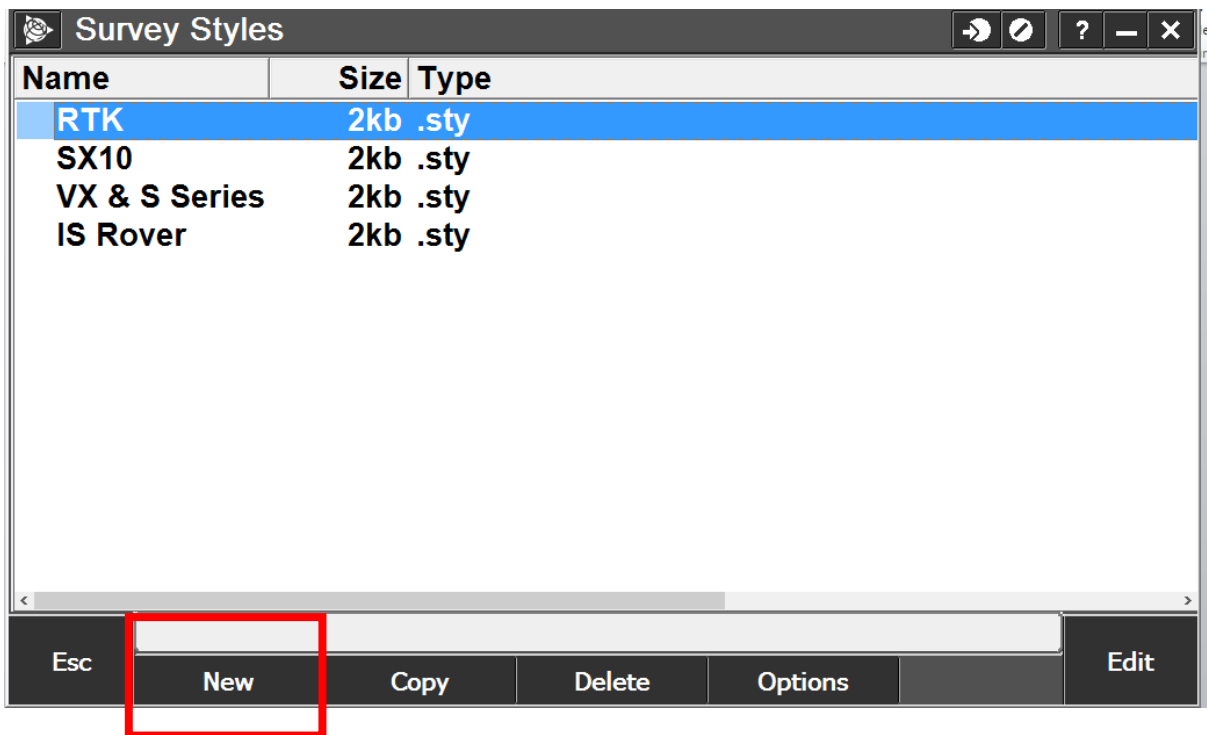 Survey Styles ?
Name Size Type
RTK 2kb .sty
SX10 2kb .sty
VX & S Series 2kb .sty
IS Rover 2kb .sty
Esc New Copy Delete Options Edit